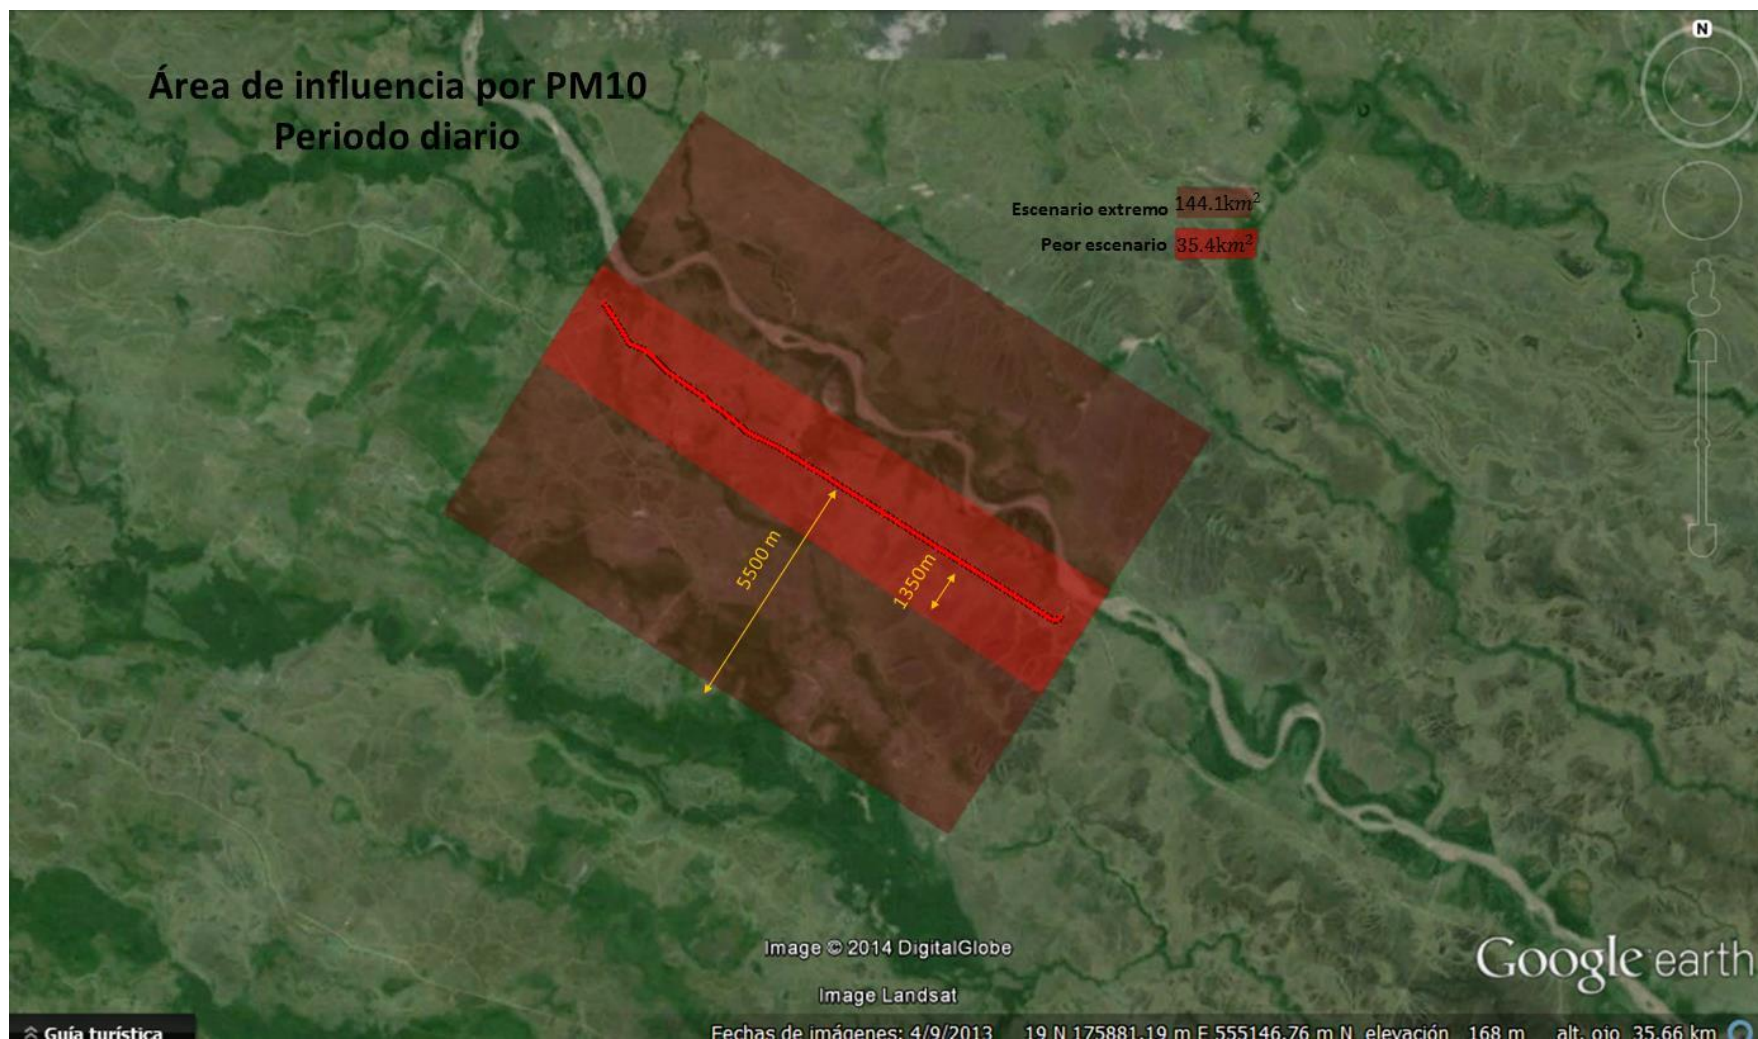 Área de influencia por PM10
Periodo diario
N
Escenario extremo 144.1km²
Peor escenario 35.4km²
5500 m
1350m
Image © 2014 DigitalGlobe
Image Landsat
Google earth
Guía turística
Fechas de imágenes: 4/9/2013 19 N 175881.19 m E 555146.76 m N elevación 168 m alt. ojo 35.66 km